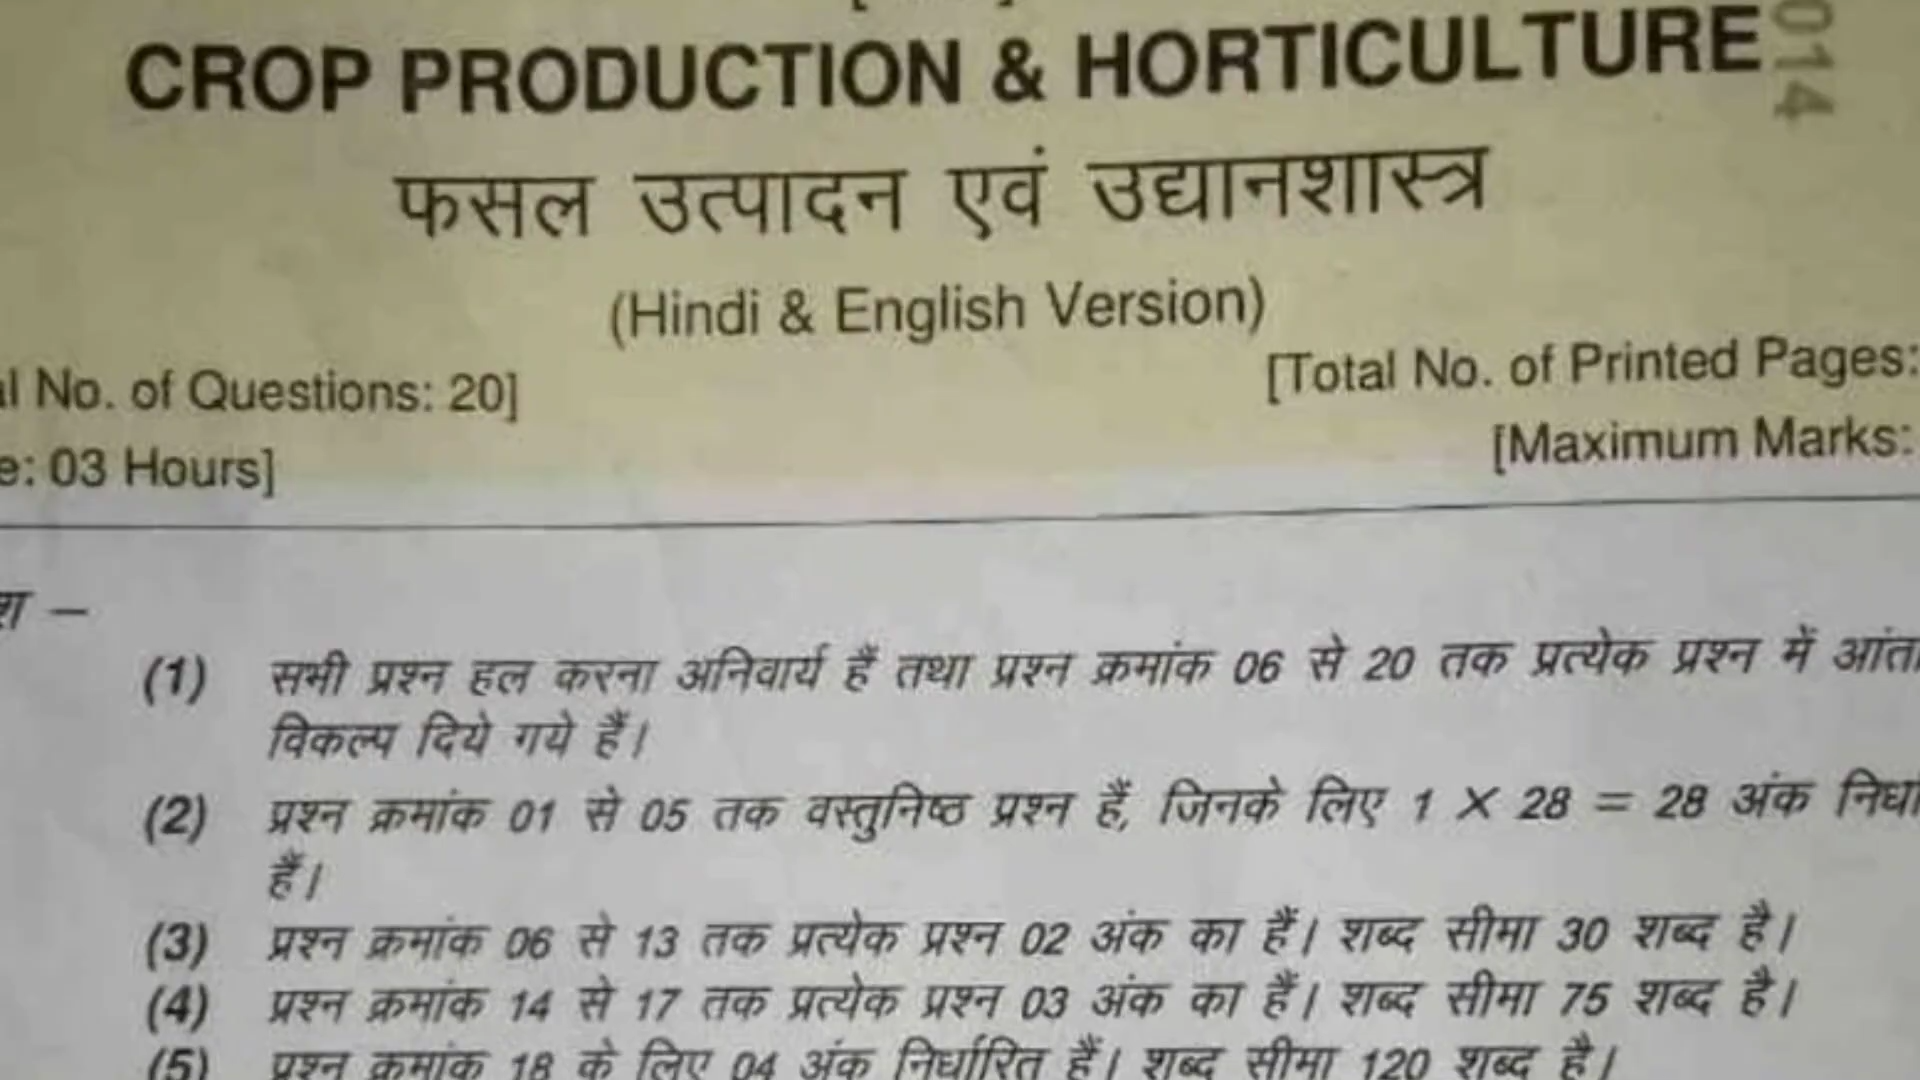 CROP PRODUCTION & HORTICULTURE
014
फसल उत्पादन एवं उद्यानशास्त्र
(Hindi & English Version)
No. of Questions: 20]
[Total No. of Printed Pages:
03 Hours]
[Maximum Marks:
(1) सभी प्रश्न हल करना अनिवार्य हैं तथा प्रश्न क्रमांक 06 से 20 तक प्रत्येक प्रश्न में
विकल्प दिये गये हैं।
(2) प्रश्न क्रमांक 01 से 05 तक वस्तुनिष्ठ प्रश्न हैं, जिनके लिए 1 X 28 = 28 अंक
हैं।
(3) प्रश्न क्रमांक 06 से 13 तक प्रत्येक प्रश्न 02 अंक का हैं। शब्द सीमा 30 शब्द है।
(4) प्रश्न क्रमांक 14 से 17 तक प्रत्येक प्रश्न 03 अंक का हैं। शब्द सीमा 75 शब्द है।
(5) प्रश्न क्रमांक 18 के लिए 04 अंक निर्धारित हैं। शब्द सीमा 120 शब्द है।